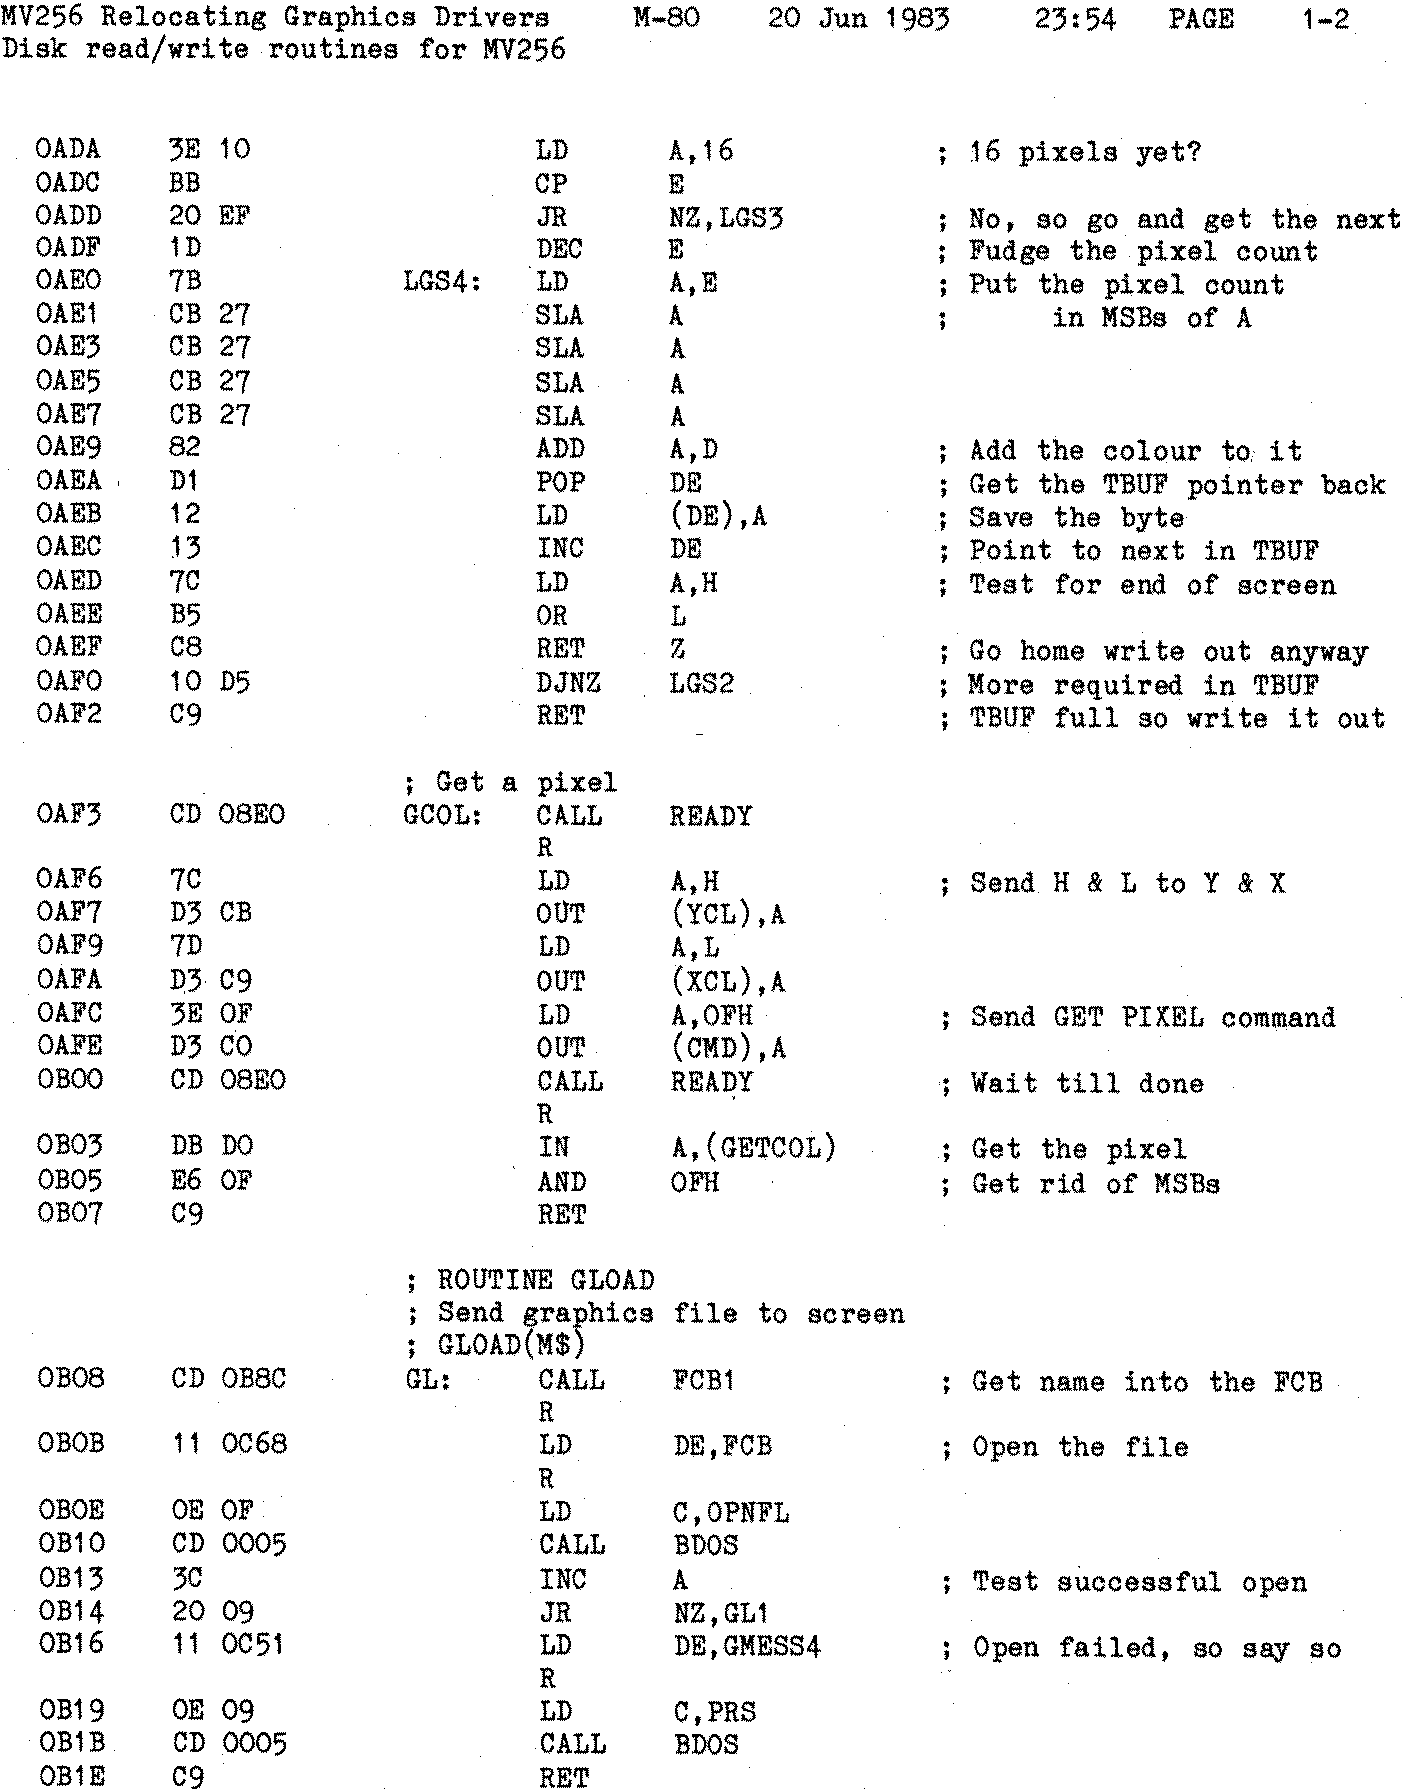 MV256 Relocating Graphics Drivers M-80 20 Jun 1983 23:54 PAGE 1-2
Disk read/write routines for MV256
0ADA 3E 10 LD A,16 ; 16 pixels yet?
0ADC BB CP E
0ADD 20 EF JR NZ,LGS3 ; No, so go and get the next
0ADF 1D DEC E ; Fudge the pixel count
0AE0 7B LGS4: LD A,E ; Put the pixel count
0AE1 CB 27 SLA A ; in MSBs of A
0AE3 CB 27 SLA A
0AE5 CB 27 SLA A
0AE7 CB 27 SLA A
0AE9 82 ADD A,D ; Add the colour to it
0AEA D1 POP DE ; Get the TBUF pointer back
0AEB 12 LD (DE),A ; Save the byte
0AEC 13 INC DE ; Point to next in TBUF
0AED 7C LD A,H ; Test for end of screen
0AEE B5 OR L
0AEF C8 RET Z ; Go home write out anyway
0AF0 10 D5 DJNZ LGS2 ; More required in TBUF
0AF2 C9 RET ; TBUF full so write it out
; Get a pixel
0AF3 CD 08E0 GCOL: CALL READY
R
0AF6 7C LD A,H ; Send H & L to Y & X
0AF7 D3 CB OUT (YCL),A
0AF9 7D LD A,L
0AFA D3 C9 OUT (XCL),A
0AFC 3E 0F LD A,0FH ; Send GET PIXEL command
0AFE D3 C0 OUT (CMD),A
0B00 CD 08E0 CALL READY ; Wait till done
R
0B03 DB D0 IN A,(GETCOL) ; Get the pixel
0B05 E6 0F AND 0FH ; Get rid of MSBs
0B07 C9 RET
; ROUTINE GLOAD
; Send graphics file to screen
; GLOAD(M$)
0B08 CD 0B8C GL: CALL FCB1 ; Get name into the FCB
R
0B0B 11 0C68 LD DE,FCB ; Open the file
R
0B0E 0E 0F LD C,OPNFL
0B10 CD 0005 CALL BDOS
0B13 3C INC A ; Test successful open
0B14 20 09 JR NZ,GL1
0B16 11 0C51 LD DE,GMESS4 ; Open failed, so say so
R
0B19 0E 09 LD C,PRS
0B1B CD 0005 CALL BDOS
0B1E C9 RET